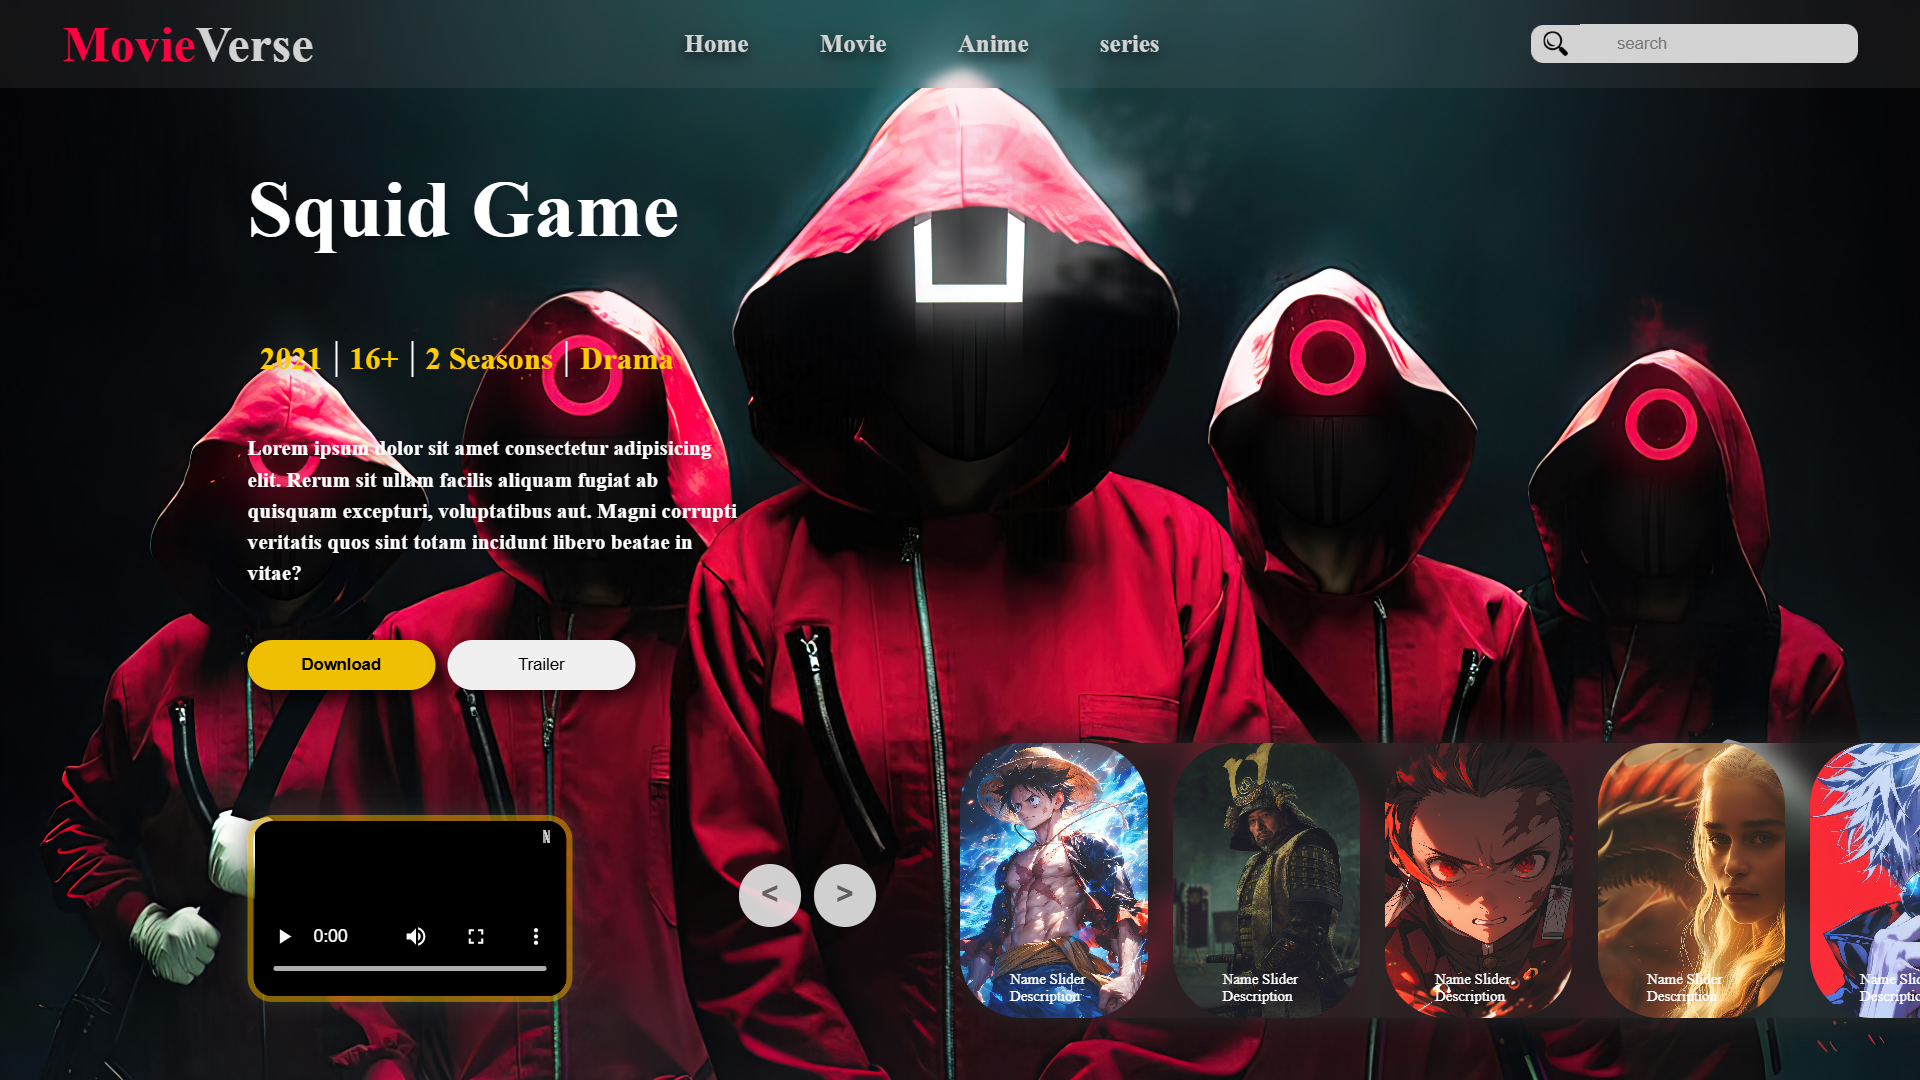 MovieVerse
Home Movie Anime series
search
Squid Game
2021 | 16+ | 2 Seasons | Drama
Lorem ipsum dolor sit amet consectetur adipisicing
elit. Rerum sit ullam facilis aliquam fugiat ab
quisquam excepturi, voluptatibus aut. Magni corrupti
veritatis quos sint totam incidunt libero beatae in
vitae?
Download Trailer
N
0:00
< >
Name Slider
Description
Name Slider
Description
Name Slider
Description
Name Slider
Description
Name Slid
Descriptio